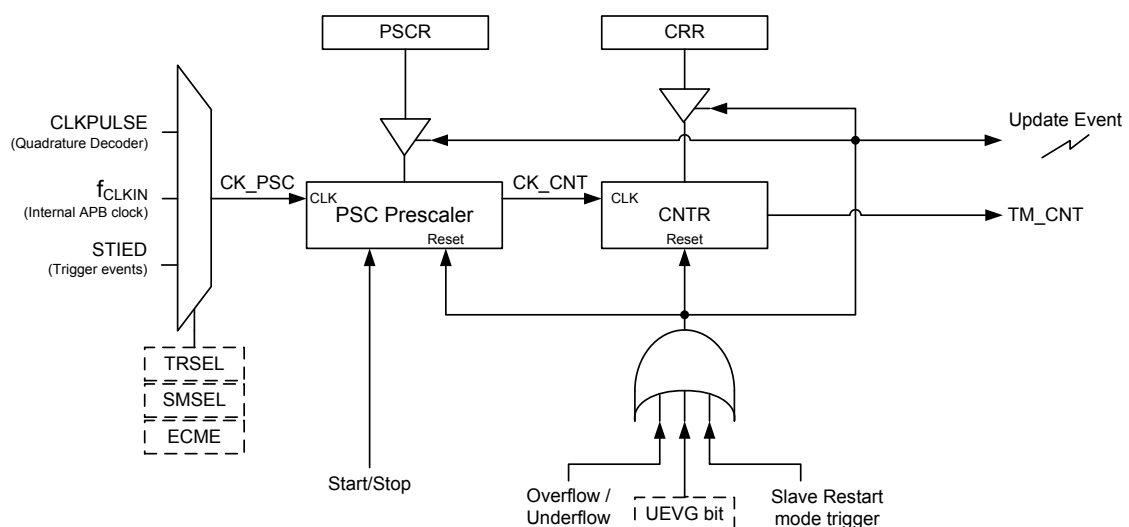 PSCR
CRR
CLKPULSE
(Quadrature Decoder)
Update Event
fCLKIN
(Internal APB clock)
CK_PSC
CLK
PSC Prescaler
Reset
CK_CNT
CLK
CNTR
Reset
TM_CNT
STIED
(Trigger events)
TRSEL
SMSEL
ECME
Start/Stop
Overflow /
Underflow
UEVG bit
Slave Restart
mode trigger